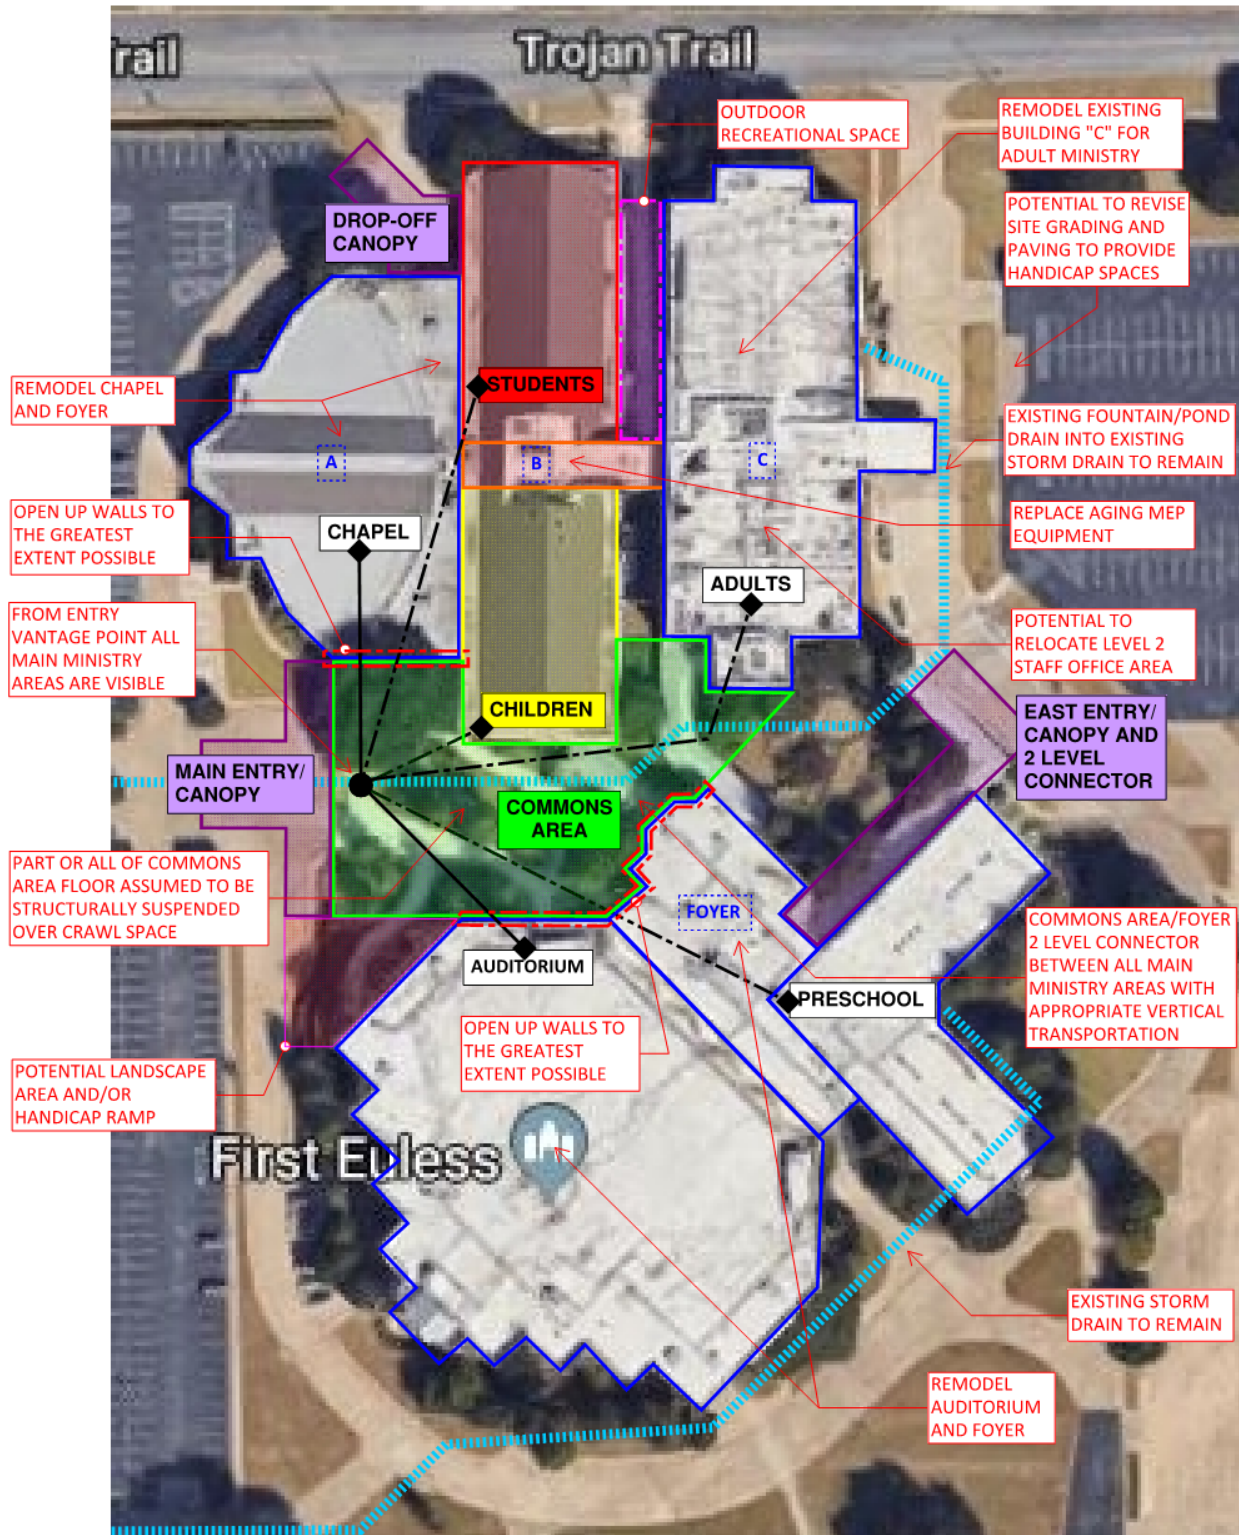 rail
Trojan Trail
OUTDOOR
RECREATIONAL SPACE
REMODEL EXISTING
BUILDING "C" FOR
ADULT MINISTRY
POTENTIAL TO REVISE
SITE GRADING AND
PAVING TO PROVIDE
HANDICAP SPACES
DROP-OFF
CANOPY
REMODEL CHAPEL
AND FOYER
STUDENTS
EXISTING FOUNTAIN/POND
DRAIN INTO EXISTING
STORM DRAIN TO REMAIN
A
B
C
OPEN UP WALLS TO
THE GREATEST
EXTENT POSSIBLE
CHAPEL
REPLACE AGING MEP
EQUIPMENT
ADULTS
FROM ENTRY
VANTAGE POINT ALL
MAIN MINISTRY
AREAS ARE VISIBLE
POTENTIAL TO
RELOCATE LEVEL 2
STAFF OFFICE AREA
CHILDREN
EAST ENTRY/
CANOPY AND
2 LEVEL
CONNECTOR
MAIN ENTRY/
CANOPY
COMMONS
AREA
PART OR ALL OF COMMONS
AREA FLOOR ASSUMED TO BE
STRUCTURALLY SUSPENDED
OVER CRAWL SPACE
FOYER
COMMONS AREA/FOYER
2 LEVEL CONNECTOR
BETWEEN ALL MAIN
MINISTRY AREAS WITH
APPROPRIATE VERTICAL
TRANSPORTATION
AUDITORIUM
PRESCHOOL
OPEN UP WALLS TO
THE GREATEST
EXTENT POSSIBLE
POTENTIAL LANDSCAPE
AREA AND/OR
HANDICAP RAMP
First Euless
EXISTING STORM
DRAIN TO REMAIN
REMODEL
AUDITORIUM
AND FOYER